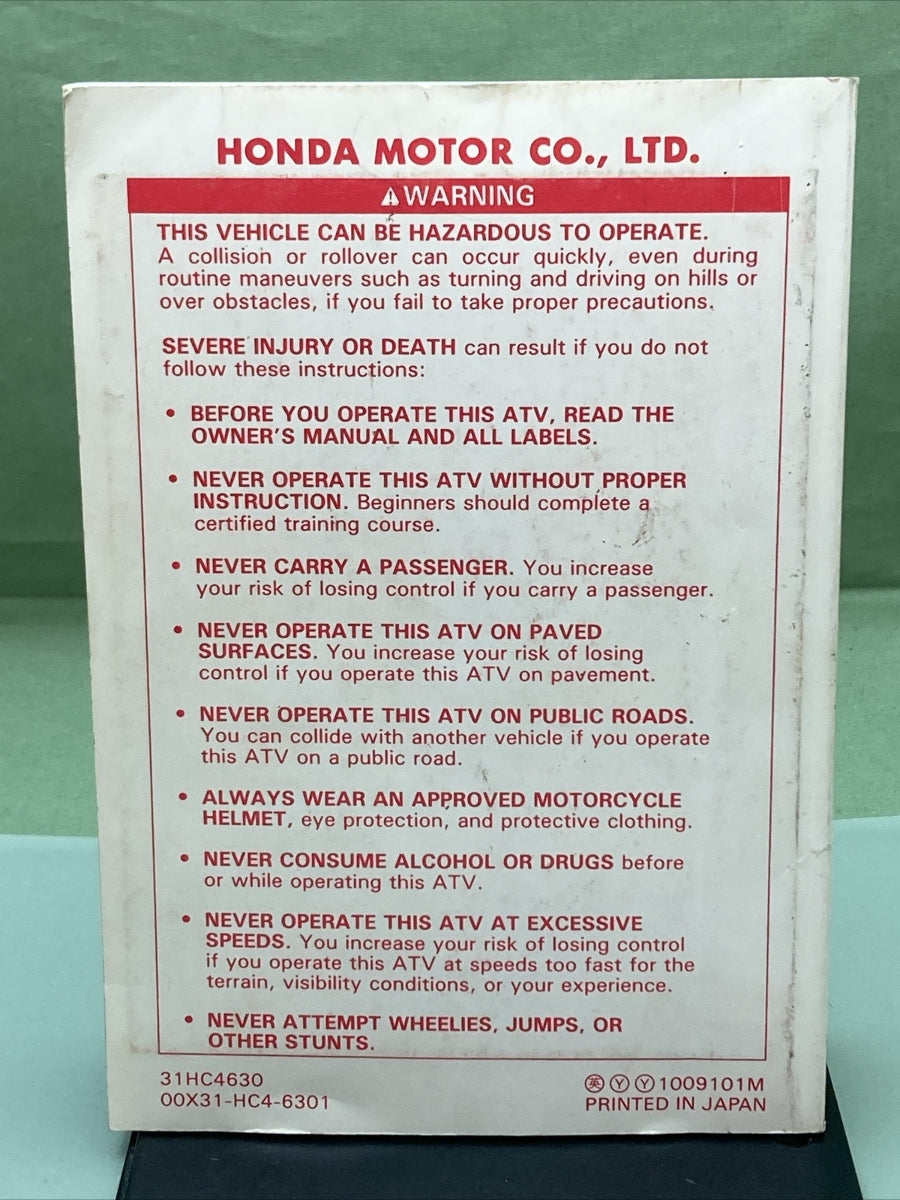 HONDA MOTOR CO., LTD.
⚠WARNING
THIS VEHICLE CAN BE HAZARDOUS TO OPERATE.
A collision or rollover can occur quickly, even during
routine maneuvers such as turning and driving on hills or
over obstacles, if you fail to take proper precautions.
SEVERE INJURY OR DEATH can result if you do not
follow these instructions:
• BEFORE YOU OPERATE THIS ATV, READ THE
OWNER'S MANUAL AND ALL LABELS.
• NEVER OPERATE THIS ATV WITHOUT PROPER
INSTRUCTION. Beginners should complete a
certified training course.
• NEVER CARRY A PASSENGER. You increase
your risk of losing control if you carry a passenger.
• NEVER OPERATE THIS ATV ON PAVED
SURFACES. You increase your risk of losing
control if you operate this ATV on pavement.
• NEVER OPERATE THIS ATV ON PUBLIC ROADS.
You can collide with another vehicle if you operate
this ATV on a public road.
• ALWAYS WEAR AN APPROVED MOTORCYCLE
HELMET, eye protection, and protective clothing.
• NEVER CONSUME ALCOHOL OR DRUGS before
or while operating this ATV.
• NEVER OPERATE THIS ATV AT EXCESSIVE
SPEEDS. You increase your risk of losing control
if you operate this ATV at speeds too fast for the
terrain, visibility conditions, or your experience.
• NEVER ATTEMPT WHEELIES, JUMPS, OR
OTHER STUNTS.
31HC4630
00X31-HC4-6301
英 Ⓨ Ⓨ 1009101M
PRINTED IN JAPAN